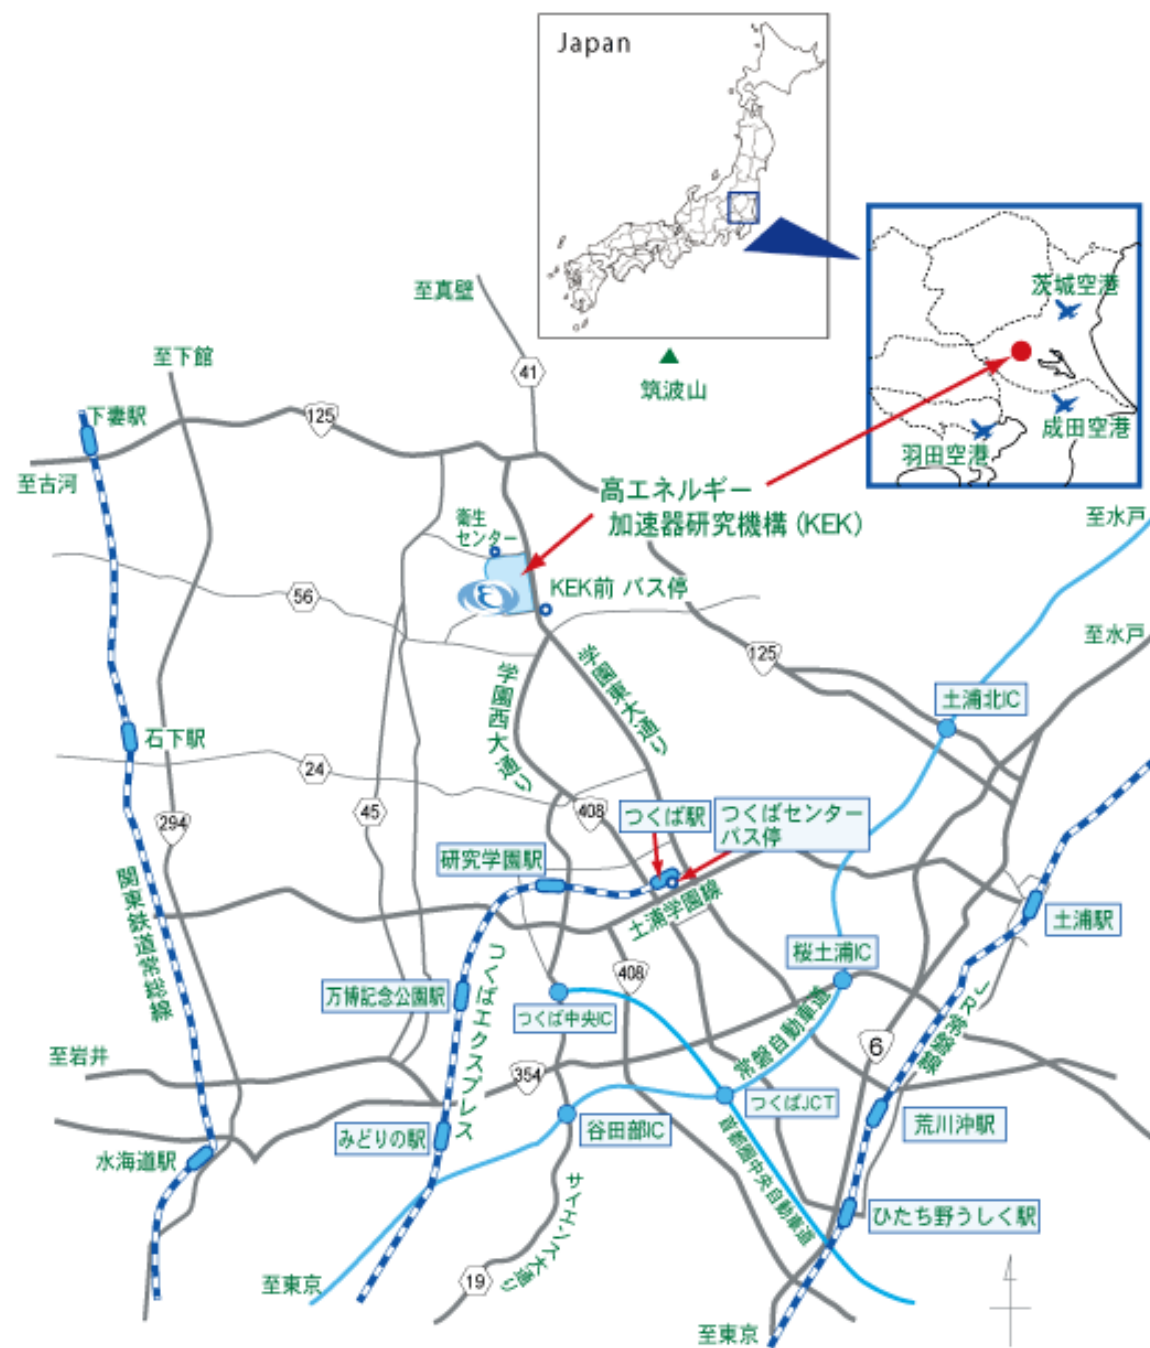 Japan
茨城空港
成田空港
羽田空港
至真壁
41
筑波山
至下館
下妻駅
125
至古河
高エネルギー
加速器研究機構 (KEK)
至水戸
衛生
センター
KEK前 バス停
56
至水戸
125
学園西大通り
学園東大通り
土浦北IC
石下駅
24
45
408
294
つくば駅
つくばセンター
バス停
研究学園駅
土浦学園線
土浦駅
関東鉄道常総線
桜土浦IC
408
万博記念公園駅
つくばエクスプレス
つくば中央IC
常磐自動車道
JR常磐線
6
至岩井
354
つくばJCT
荒川沖駅
みどりの駅
谷田部IC
水海道駅
首都圏中央自動車道
サイエンス大通り
ひたち野うしく駅
19
至東京
至東京